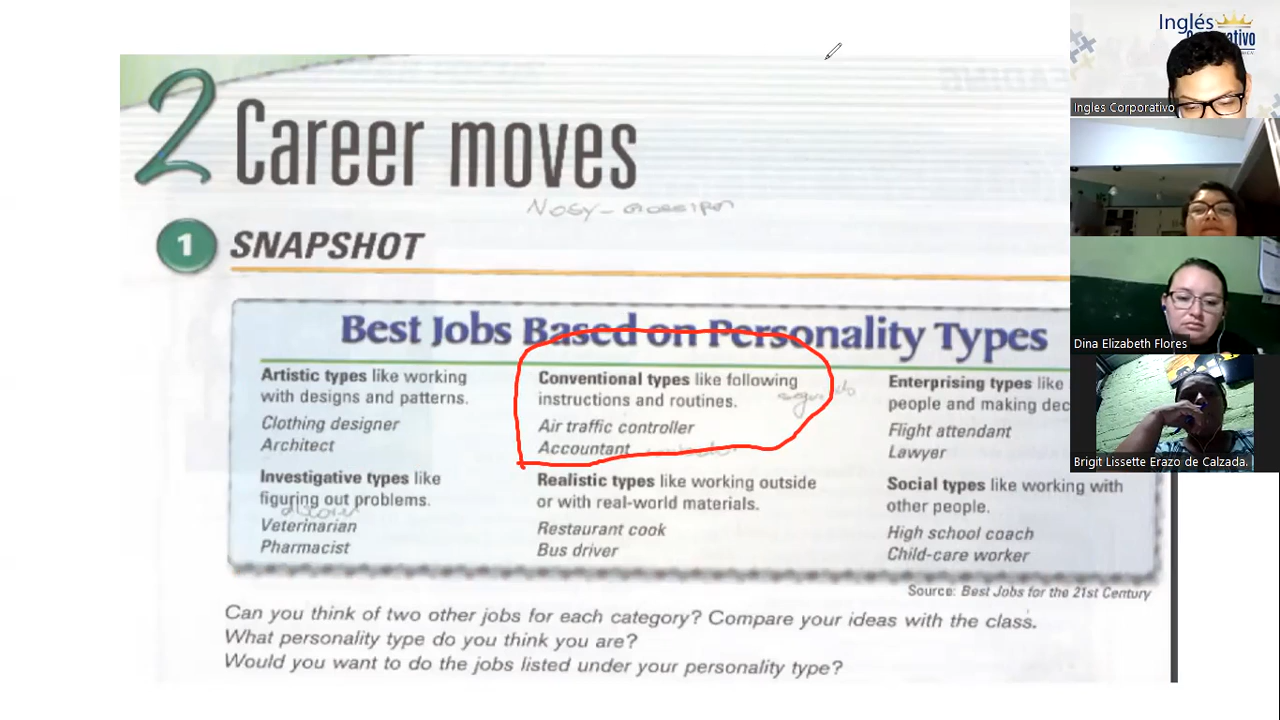 2 Career moves
Nosy - Gossiper
1 SNAPSHOT
Best Jobs Based on Personality Types
Artistic types like working
with designs and patterns.
Clothing designer
Architect
Conventional types like following
instructions and routines.
Air traffic controller
Accountant
Enterprising types like
people and making dec
Flight attendant
Lawyer
Investigative types like
figuring out problems.
Veterinarian
Pharmacist
Realistic types like working outside
or with real-world materials.
Restaurant cook
Bus driver
Social types like working with
other people.
High school coach
Child-care worker
Source: Best Jobs for the 21st Century
Can you think of two other jobs for each category? Compare your ideas with the class.
What personality type do you think you are?
Would you want to do the jobs listed under your personality type?
Inglés
Corporativo
Ingles Corporativo
Dina Elizabeth Flores
Brigit Lissette Erazo de Calzada.